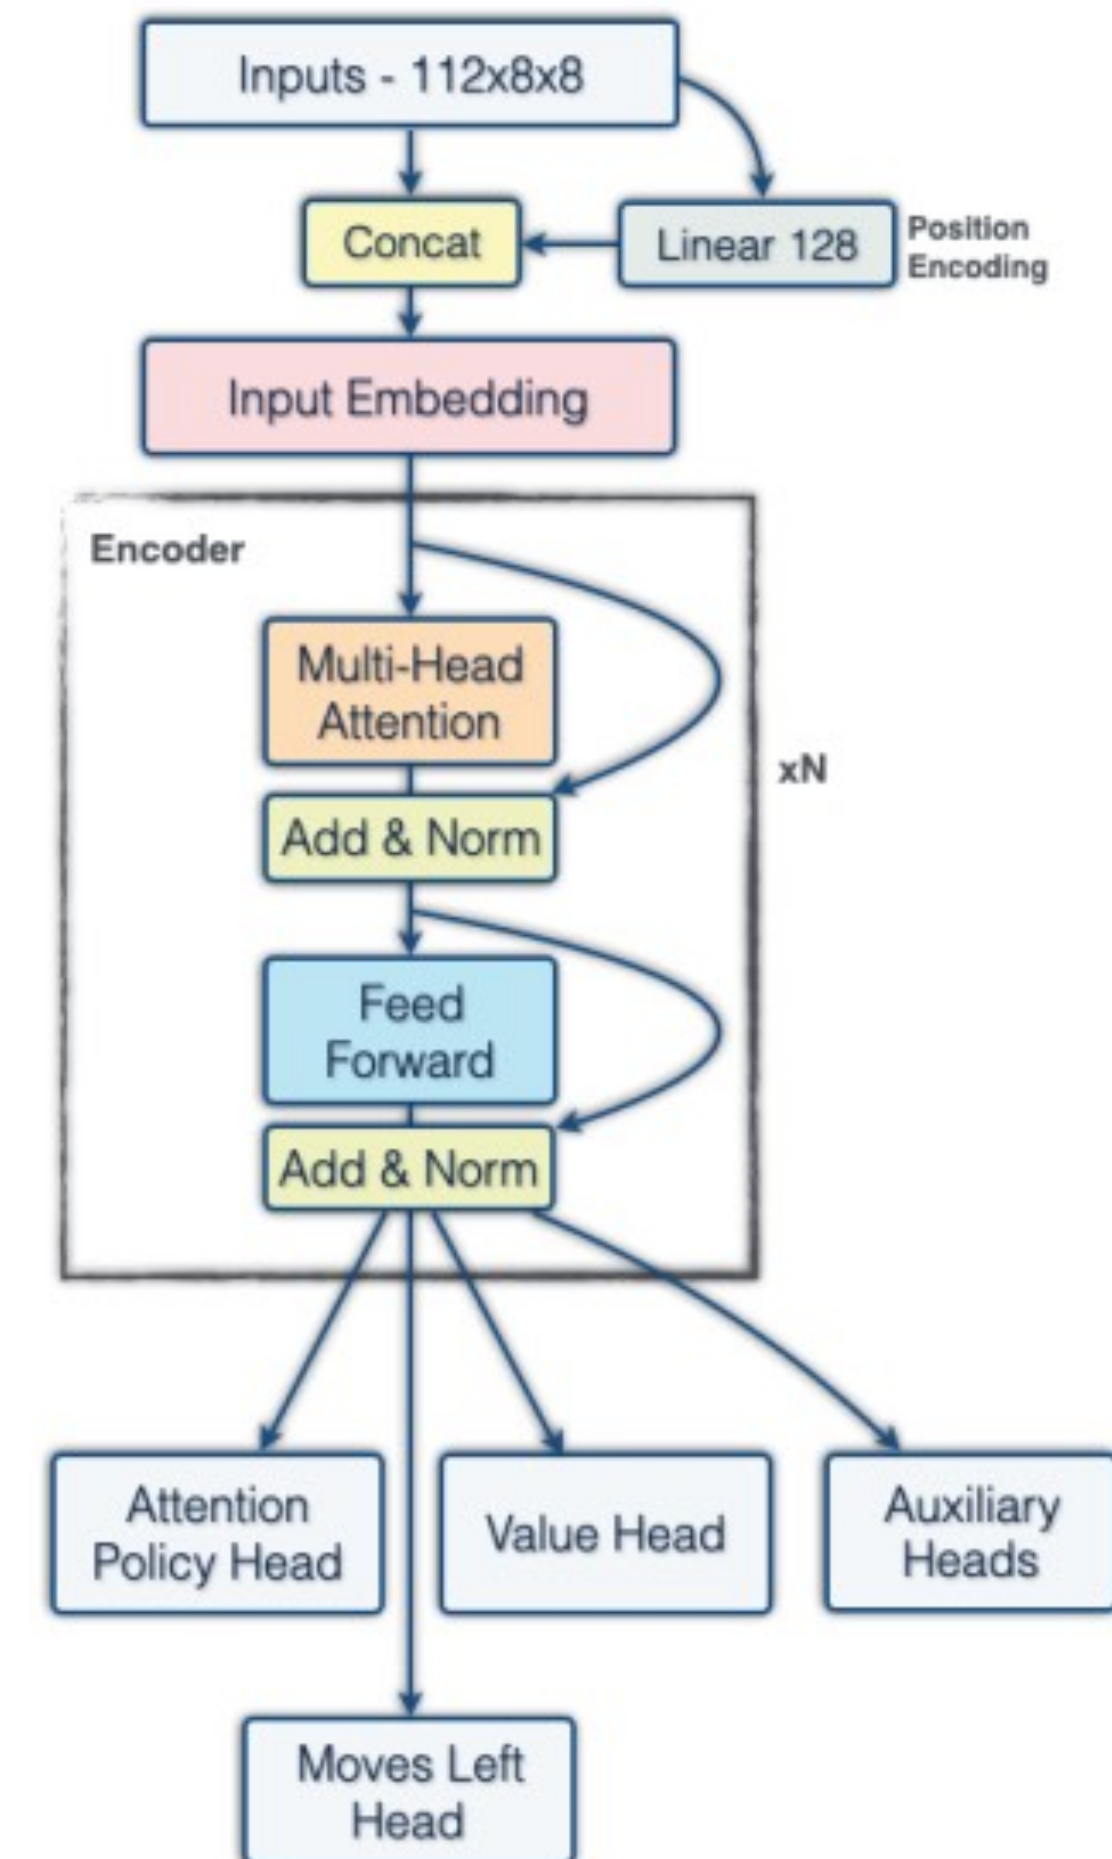 Inputs - 112x8x8
Concat
Linear 128
Position
Encoding
Input Embedding
Encoder
Multi-Head
Attention
xN
Add & Norm
Feed
Forward
Add & Norm
Attention
Policy Head
Value Head
Auxiliary
Heads
Moves Left
Head